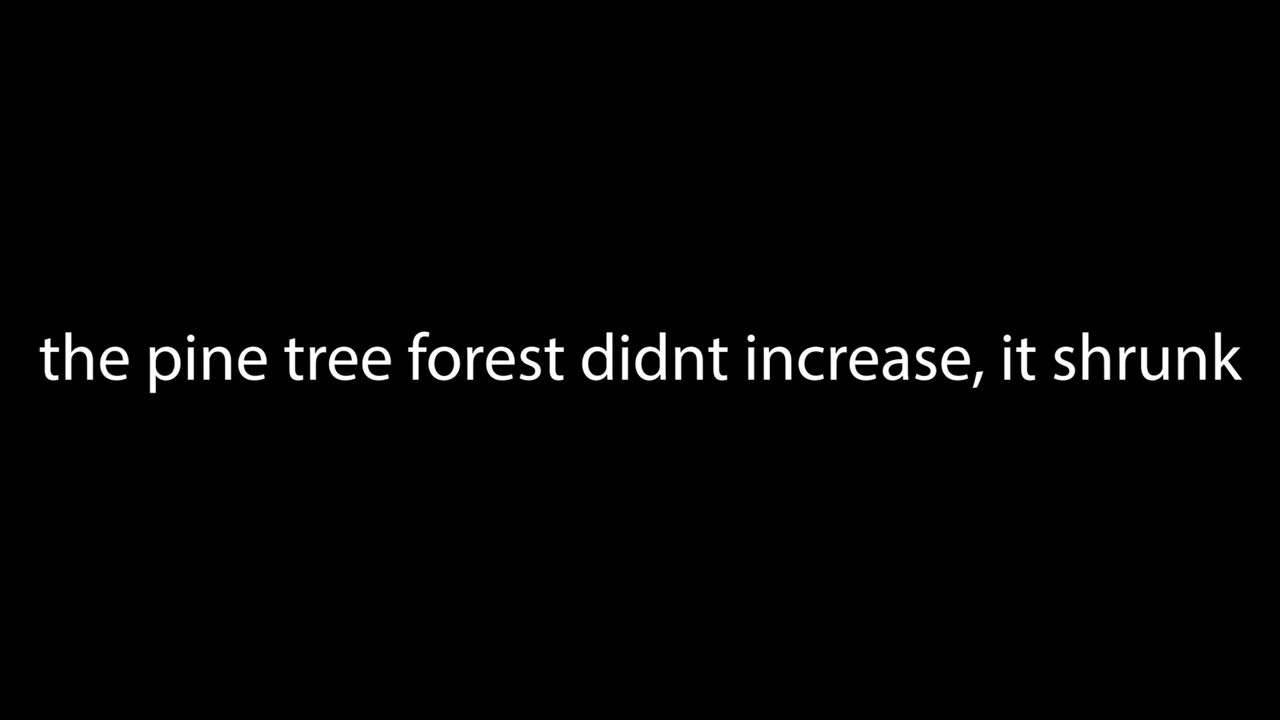 the pine tree forest didnt increase, it shrunk